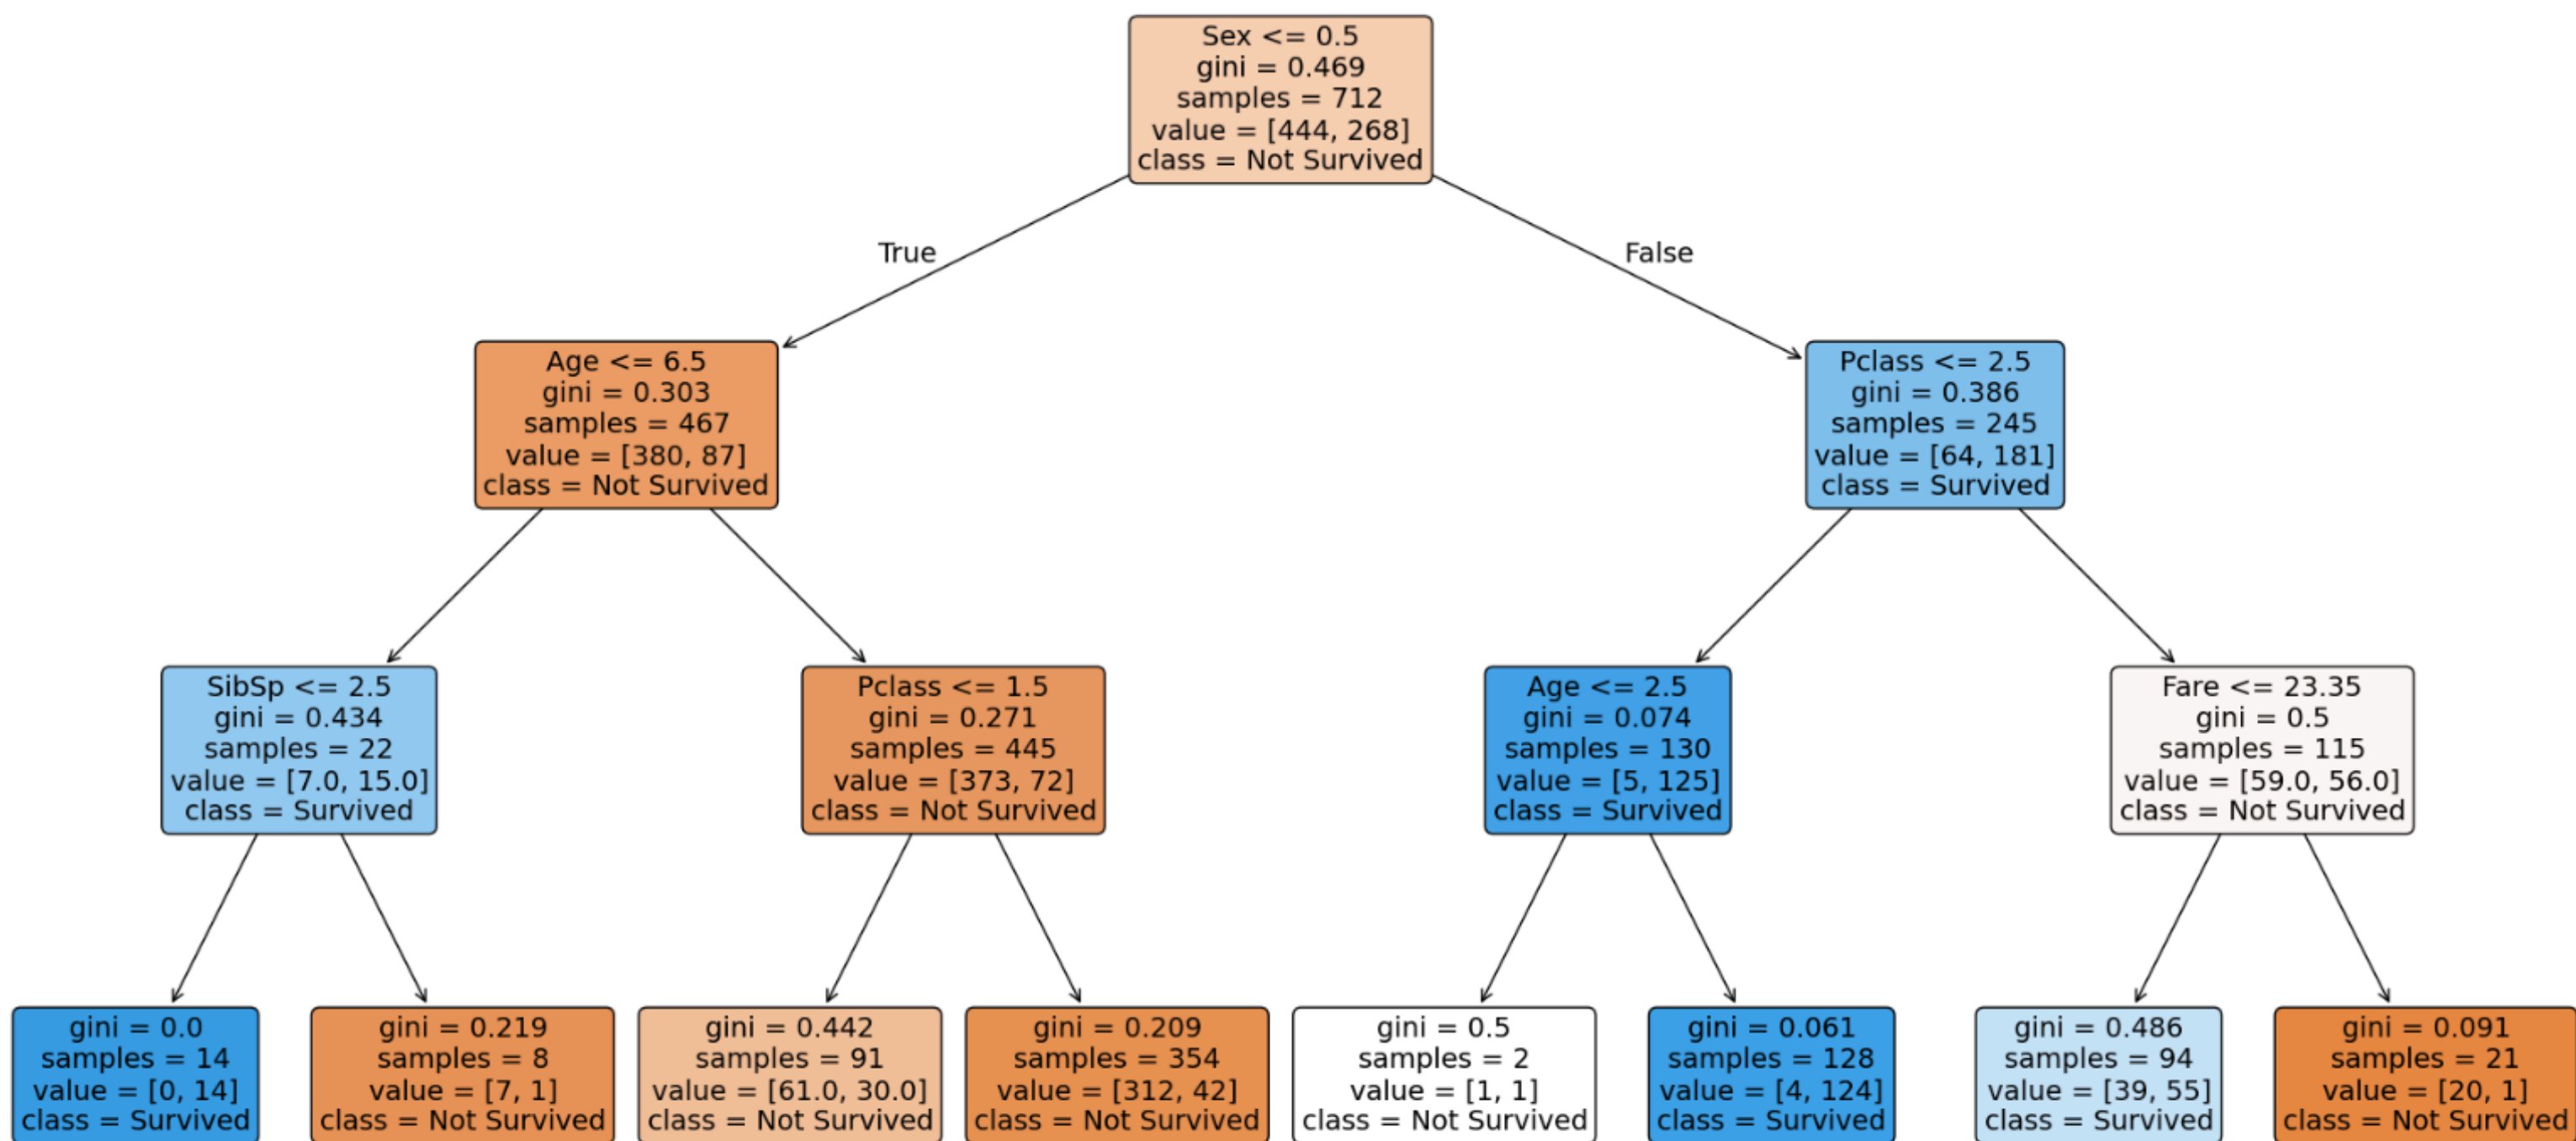 Sex <= 0.5
gini = 0.469
samples = 712
value = [444, 268]
class = Not Survived
True
False
Age <= 6.5
gini = 0.303
samples = 467
value = [380, 87]
class = Not Survived
Pclass <= 2.5
gini = 0.386
samples = 245
value = [64, 181]
class = Survived
SibSp <= 2.5
gini = 0.434
samples = 22
value = [7.0, 15.0]
class = Survived
Pclass <= 1.5
gini = 0.271
samples = 445
value = [373, 72]
class = Not Survived
Age <= 2.5
gini = 0.074
samples = 130
value = [5, 125]
class = Survived
Fare <= 23.35
gini = 0.5
samples = 115
value = [59.0, 56.0]
class = Not Survived
gini = 0.0
samples = 14
value = [0, 14]
class = Survived
gini = 0.219
samples = 8
value = [7, 1]
class = Not Survived
gini = 0.442
samples = 91
value = [61.0, 30.0]
class = Not Survived
gini = 0.209
samples = 354
value = [312, 42]
class = Not Survived
gini = 0.5
samples = 2
value = [1, 1]
class = Not Survived
gini = 0.061
samples = 128
value = [4, 124]
class = Survived
gini = 0.486
samples = 94
value = [39, 55]
class = Survived
gini = 0.091
samples = 21
value = [20, 1]
class = Not Survived